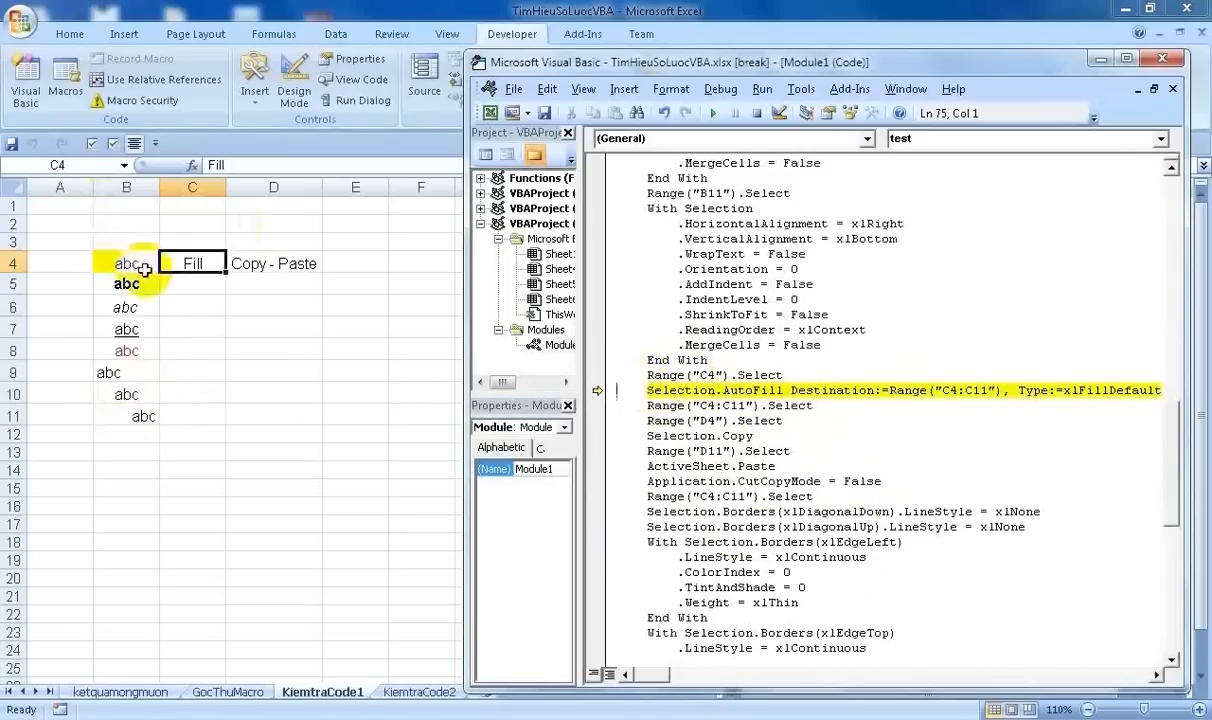 TimHieuSoLuocVBA - Microsoft Excel
Home Insert Page Layout Formulas Data Review View Developer Add-Ins Team
Visual Basic
Macros
Record Macro
Use Relative References
Macro Security
Code
Insert
Design Mode
Properties
View Code
Run Dialog
Controls
Source
C4 fx Fill
A B C D E F
1
2
3
4 abc Fill Copy - Paste
5 abc
6 abc
7 abc
8 abc
9 abc
10 abc
11 abc
12
13
14
15
16
17
18
19
20
21
22
23
24
25
ketquamongmuon GocThuMacro KiemtraCode1 KiemtraCode2
Ready
110%
Microsoft Visual Basic - TimHieuSoLuocVBA.xlsx [break] - [Module1 (Code)]
File Edit View Insert Format Debug Run Tools Add-Ins Window Help
Ln 75, Col 1
Project - VBAProje
Functions (F
VBAProject (
VBAProject (
VBAProject (
Microsoft E
Sheet1
Sheet
Sheet5
Sheet6
ThisWo
Modules
Module
Properties - Modu
Module1 Module
Alphabetic C
(Name) Module1
(General) test
.MergeCells = False
End With
Range("B11").Select
With Selection
.HorizontalAlignment = xlRight
.VerticalAlignment = xlBottom
.WrapText = False
.Orientation = 0
.AddIndent = False
.IndentLevel = 0
.ShrinkToFit = False
.ReadingOrder = xlContext
.MergeCells = False
End With
Range("C4").Select
Selection.AutoFill Destination:=Range("C4:C11"), Type:=xlFillDefault
Range("C4:C11").Select
Range("D4").Select
Selection.Copy
Range("D11").Select
ActiveSheet.Paste
Application.CutCopyMode = False
Range("C4:C11").Select
Selection.Borders(xlDiagonalDown).LineStyle = xlNone
Selection.Borders(xlDiagonalUp).LineStyle = xlNone
With Selection.Borders(xlEdgeLeft)
.LineStyle = xlContinuous
.ColorIndex = 0
.TintAndShade = 0
.Weight = xlThin
End With
With Selection.Borders(xlEdgeTop)
.LineStyle = xlContinuous